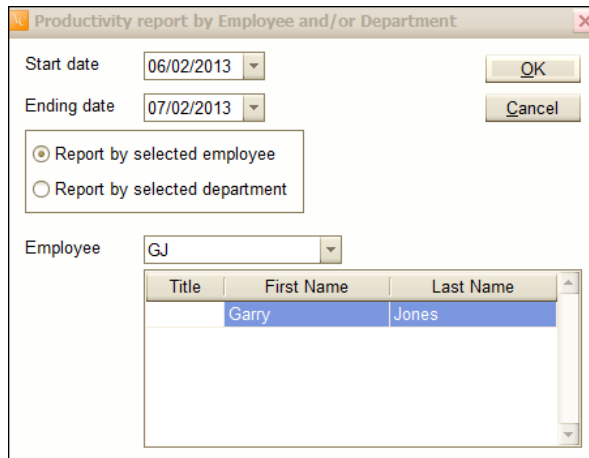 Productivity report by Employee and/or Department
Start date 06/02/2013 OK
Ending date 07/02/2013 Cancel
Report by selected employee
Report by selected department
Employee GJ
Title First Name Last Name
Garry Jones